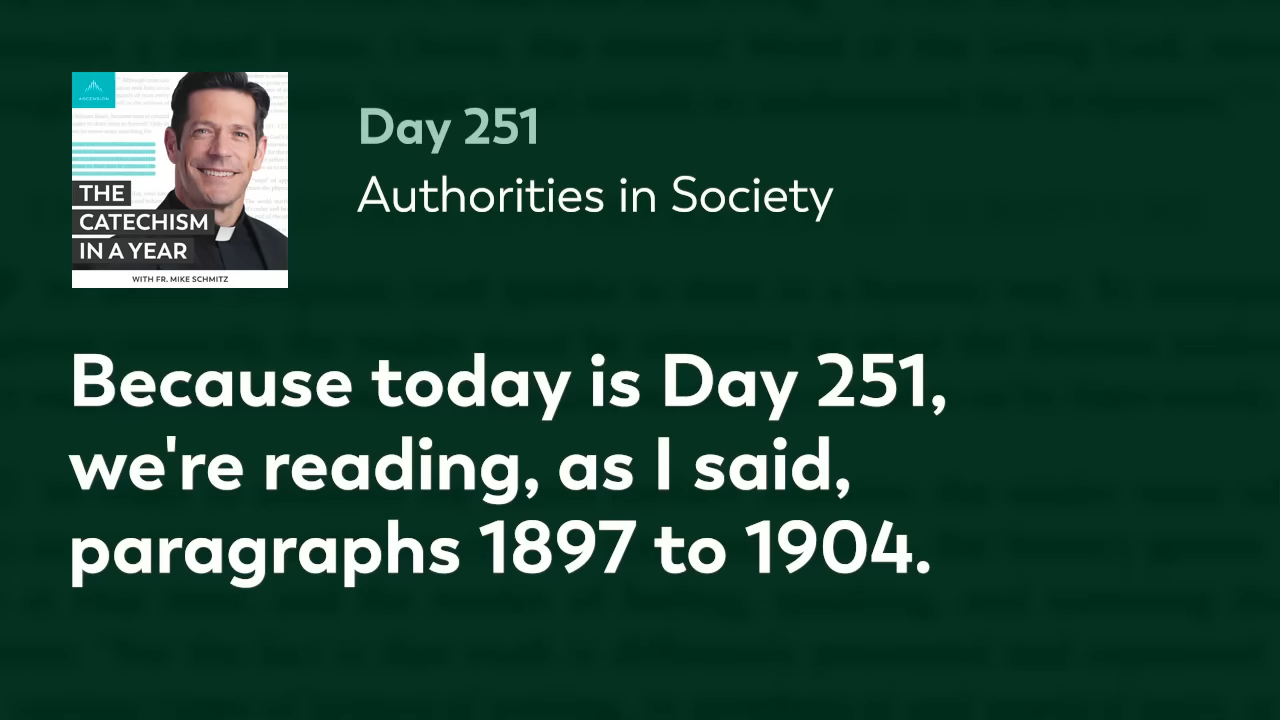 ASCENSION
THE
CATECHISM
IN A YEAR
WITH FR. MIKE SCHMITZ
Day 251
Authorities in Society
Because today is Day 251,
we're reading, as I said,
paragraphs 1897 to 1904.